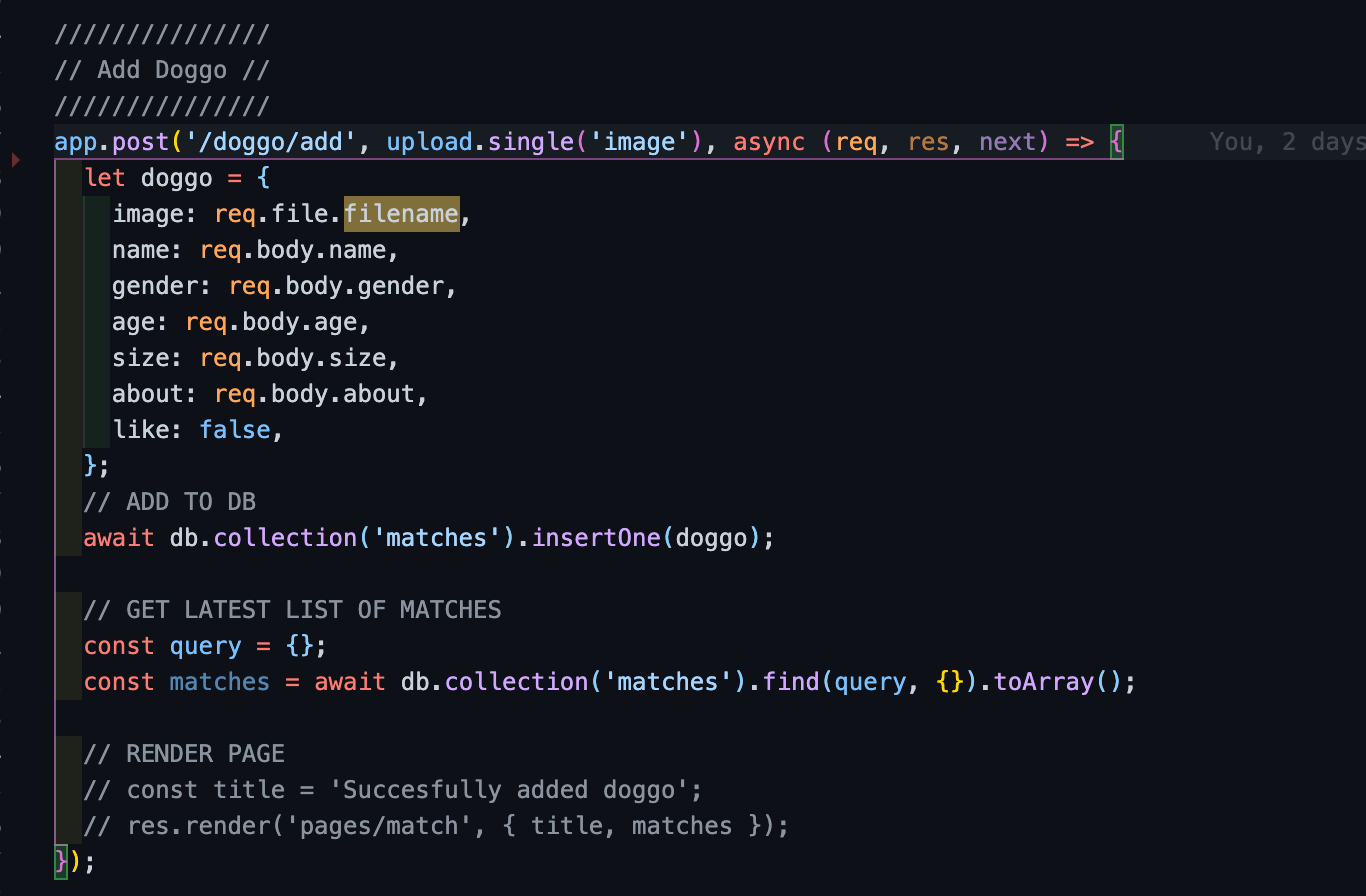 ///////////////
// Add Doggo //
///////////////
app.post('/doggo/add', upload.single('image'), async (req, res, next) => { You, 2 days
let doggo = {
image: req.file.filename,
name: req.body.name,
gender: req.body.gender,
age: req.body.age,
size: req.body.size,
about: req.body.about,
like: false,
};
// ADD TO DB
await db.collection('matches').insertOne(doggo);
// GET LATEST LIST OF MATCHES
const query = {};
const matches = await db.collection('matches').find(query, {}).toArray();
// RENDER PAGE
// const title = 'Succesfully added doggo';
// res.render('pages/match', { title, matches });
});